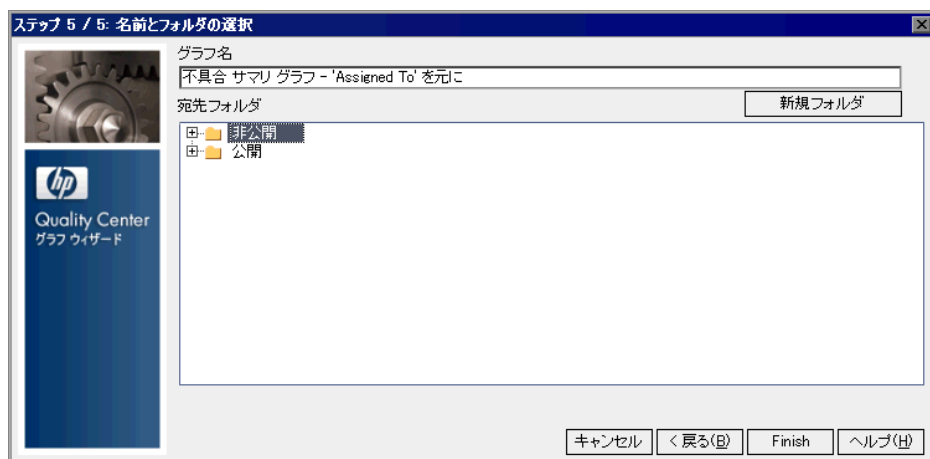 ステップ 5 / 5: 名前とフォルダの選択
グラフ名
不具合 サマリ グラフ - 'Assigned To' を元に
宛先フォルダ
新規フォルダ
非公開
公開
hp
Quality Center
グラフ ウィザード
キャンセル
< 戻る(B)
Finish
ヘルプ(H)